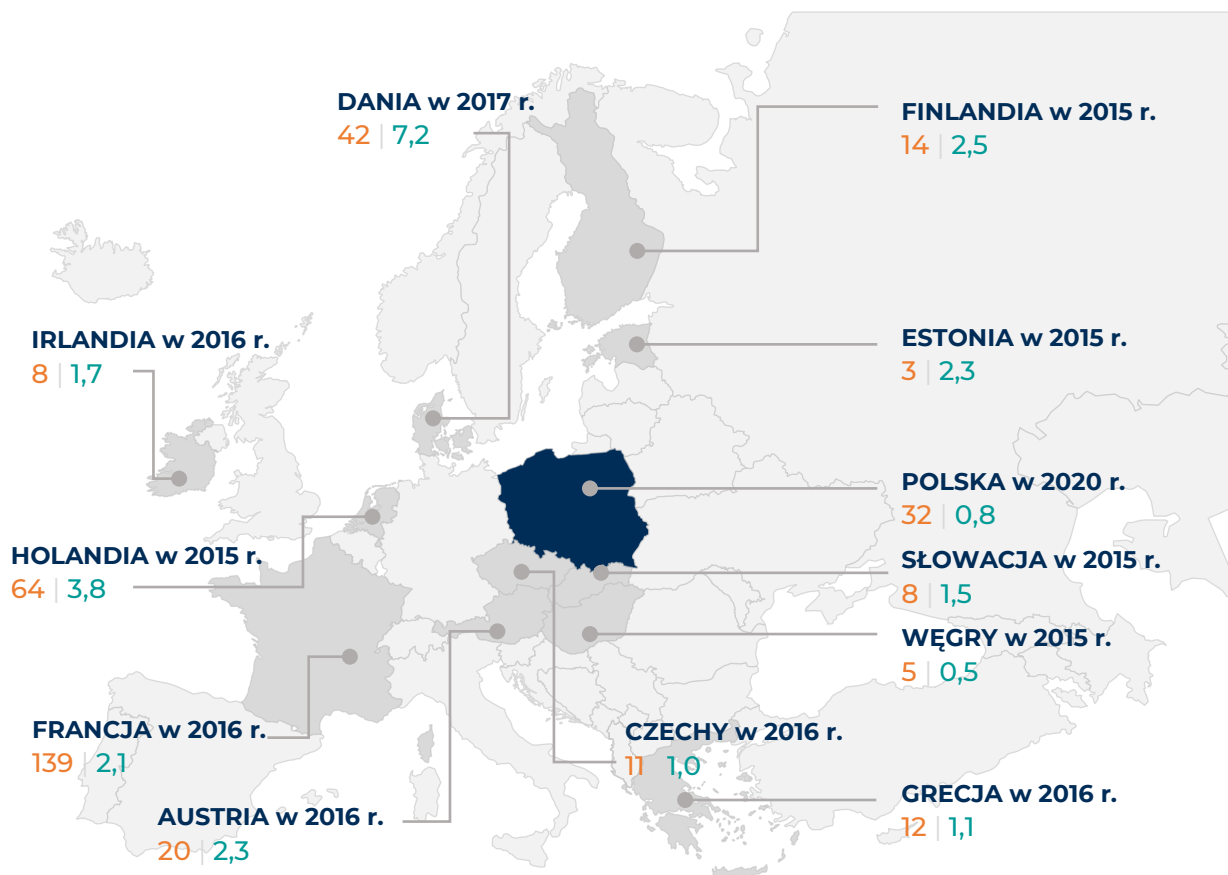 DANIA w 2017 r.
42 | 7,2
FINLANDIA w 2015 r.
14 | 2,5
IRLANDIA w 2016 r.
8 | 1,7
ESTONIA w 2015 r.
3 | 2,3
POLSKA w 2020 r.
32 | 0,8
HOLANDIA w 2015 r.
64 | 3,8
SŁOWACJA w 2015 r.
8 | 1,5
WĘGRY w 2015 r.
5 | 0,5
FRANCJA w 2016 r.
139 | 2,1
CZECHY w 2016 r.
11 | 1,0
AUSTRIA w 2016 r.
20 | 2,3
GRECJA w 2016 r.
12 | 1,1